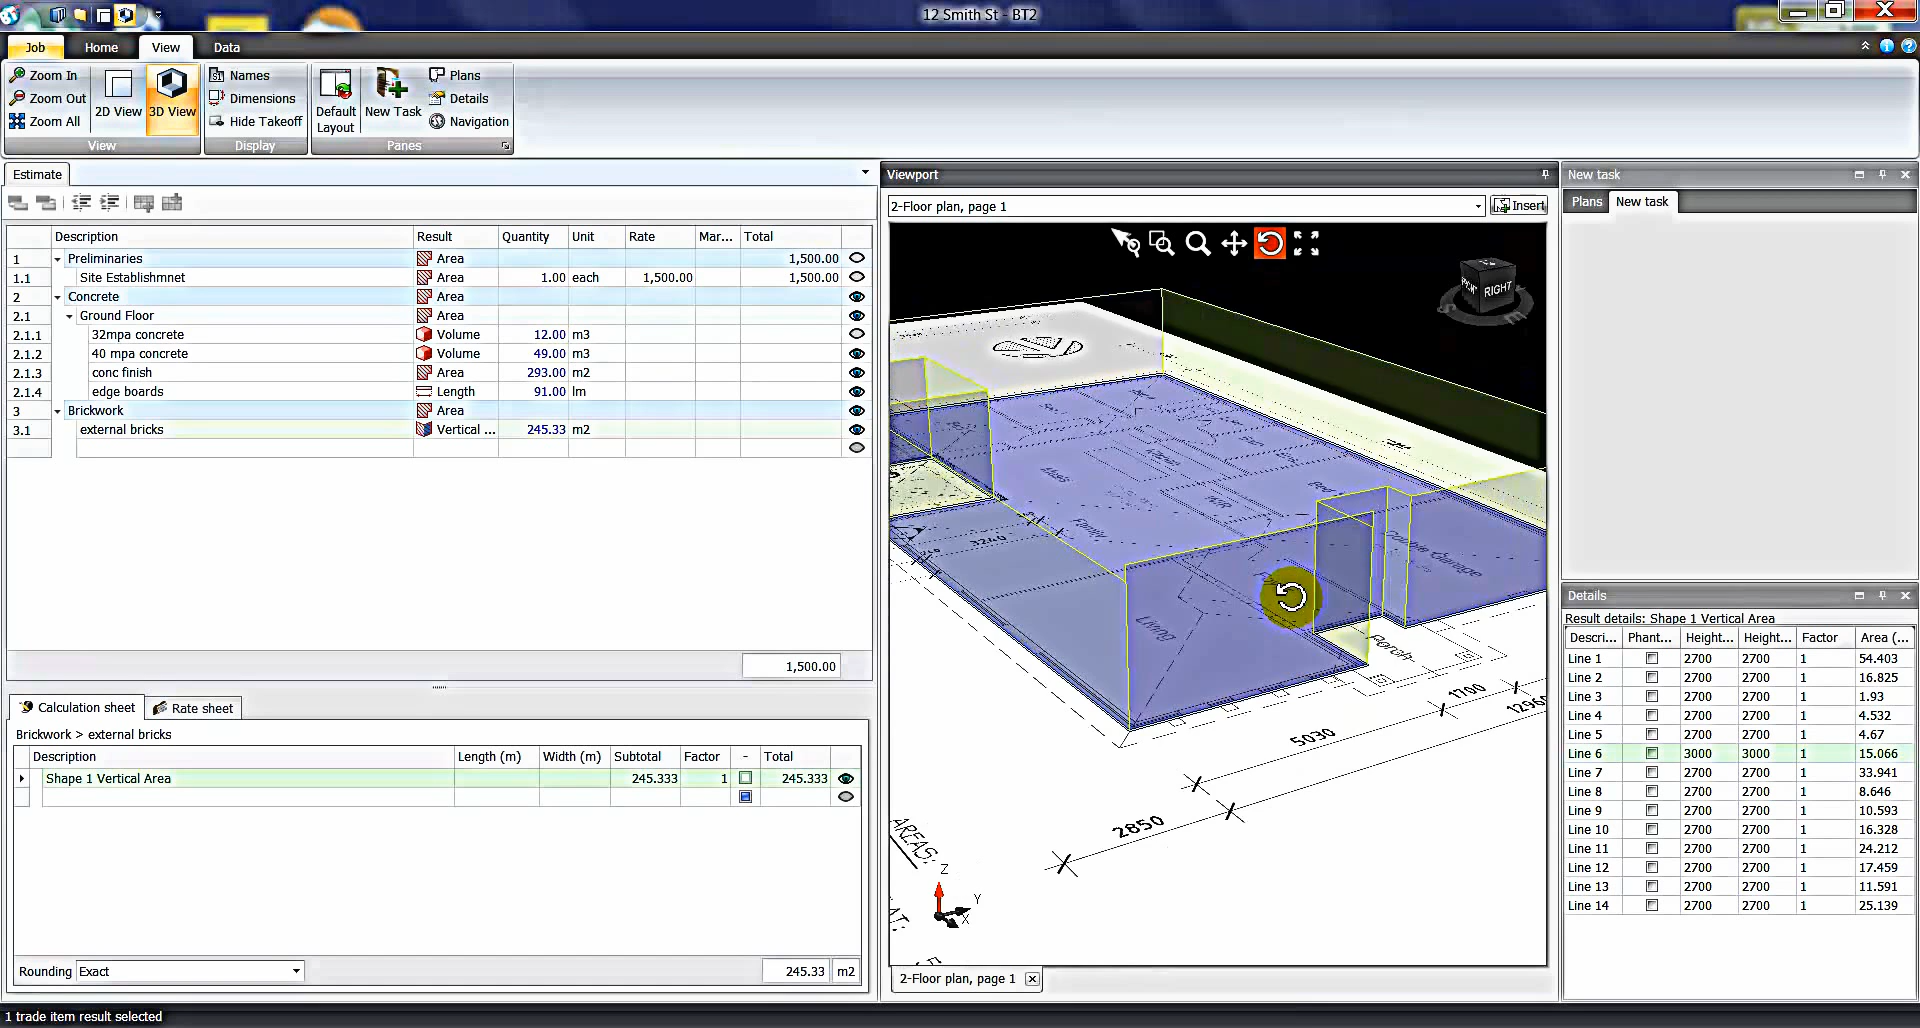 12 Smith St - BT2
Job Home View Data
Zoom In
Zoom Out
Zoom All
2D View
3D View
View
Names
Dimensions
Hide Takeoff
Display
Default Layout
New Task
Plans
Details
Navigation
Panes
Estimate
Description Result Quantity Unit Rate Mar... Total
1 Preliminaries Area 1,500.00
1.1 Site Establishmnet Area 1.00 each 1,500.00 1,500.00
2 Concrete Area
2.1 Ground Floor Area
2.1.1 32mpa concrete Volume 12.00 m3
2.1.2 40 mpa concrete Volume 49.00 m3
2.1.3 conc finish Area 293.00 m2
2.1.4 edge boards Length 91.00 lm
3 Brickwork Area
3.1 external bricks Vertical ... 245.33 m2
1,500.00
Calculation sheet Rate sheet
Brickwork > external bricks
Description Length (m) Width (m) Subtotal Factor - Total
Shape 1 Vertical Area 245.333 1 245.333
Rounding Exact 245.33 m2
1 trade item result selected
Viewport
2-Floor plan, page 1 Insert
FRONT RIGHT
S E
Meals
Family
3240
Double Garage
Living
Porch
1700
12960
5030
2850
AREAS:
Z
Y
X
2-Floor plan, page 1
New task
Plans New task
Details
Result details: Shape 1 Vertical Area
Descri... Phant... Height... Height... Factor Area (...
Line 1 2700 2700 1 54.403
Line 2 2700 2700 1 16.825
Line 3 2700 2700 1 1.93
Line 4 2700 2700 1 4.532
Line 5 2700 2700 1 4.67
Line 6 3000 3000 1 15.066
Line 7 2700 2700 1 33.941
Line 8 2700 2700 1 8.646
Line 9 2700 2700 1 10.593
Line 10 2700 2700 1 16.328
Line 11 2700 2700 1 24.212
Line 12 2700 2700 1 17.459
Line 13 2700 2700 1 11.591
Line 14 2700 2700 1 25.139